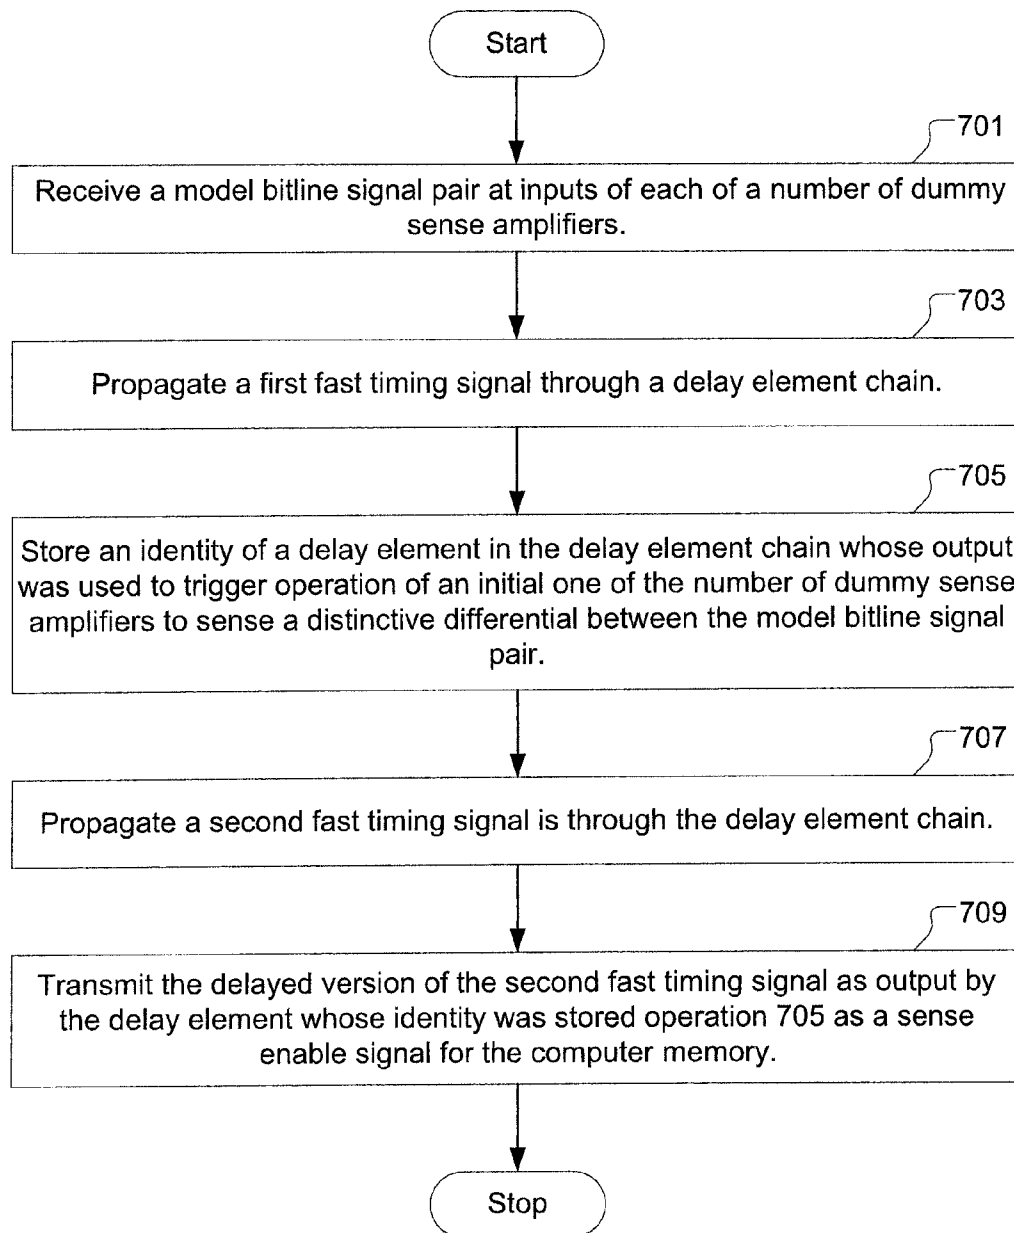 Start
701
Receive a model bitline signal pair at inputs of each of a number of dummy
sense amplifiers.
703
Propagate a first fast timing signal through a delay element chain.
705
Store an identity of a delay element in the delay element chain whose output
was used to trigger operation of an initial one of the number of dummy sense
amplifiers to sense a distinctive differential between the model bitline signal
pair.
707
Propagate a second fast timing signal is through the delay element chain.
709
Transmit the delayed version of the second fast timing signal as output by
the delay element whose identity was stored operation 705 as a sense
enable signal for the computer memory.
Stop